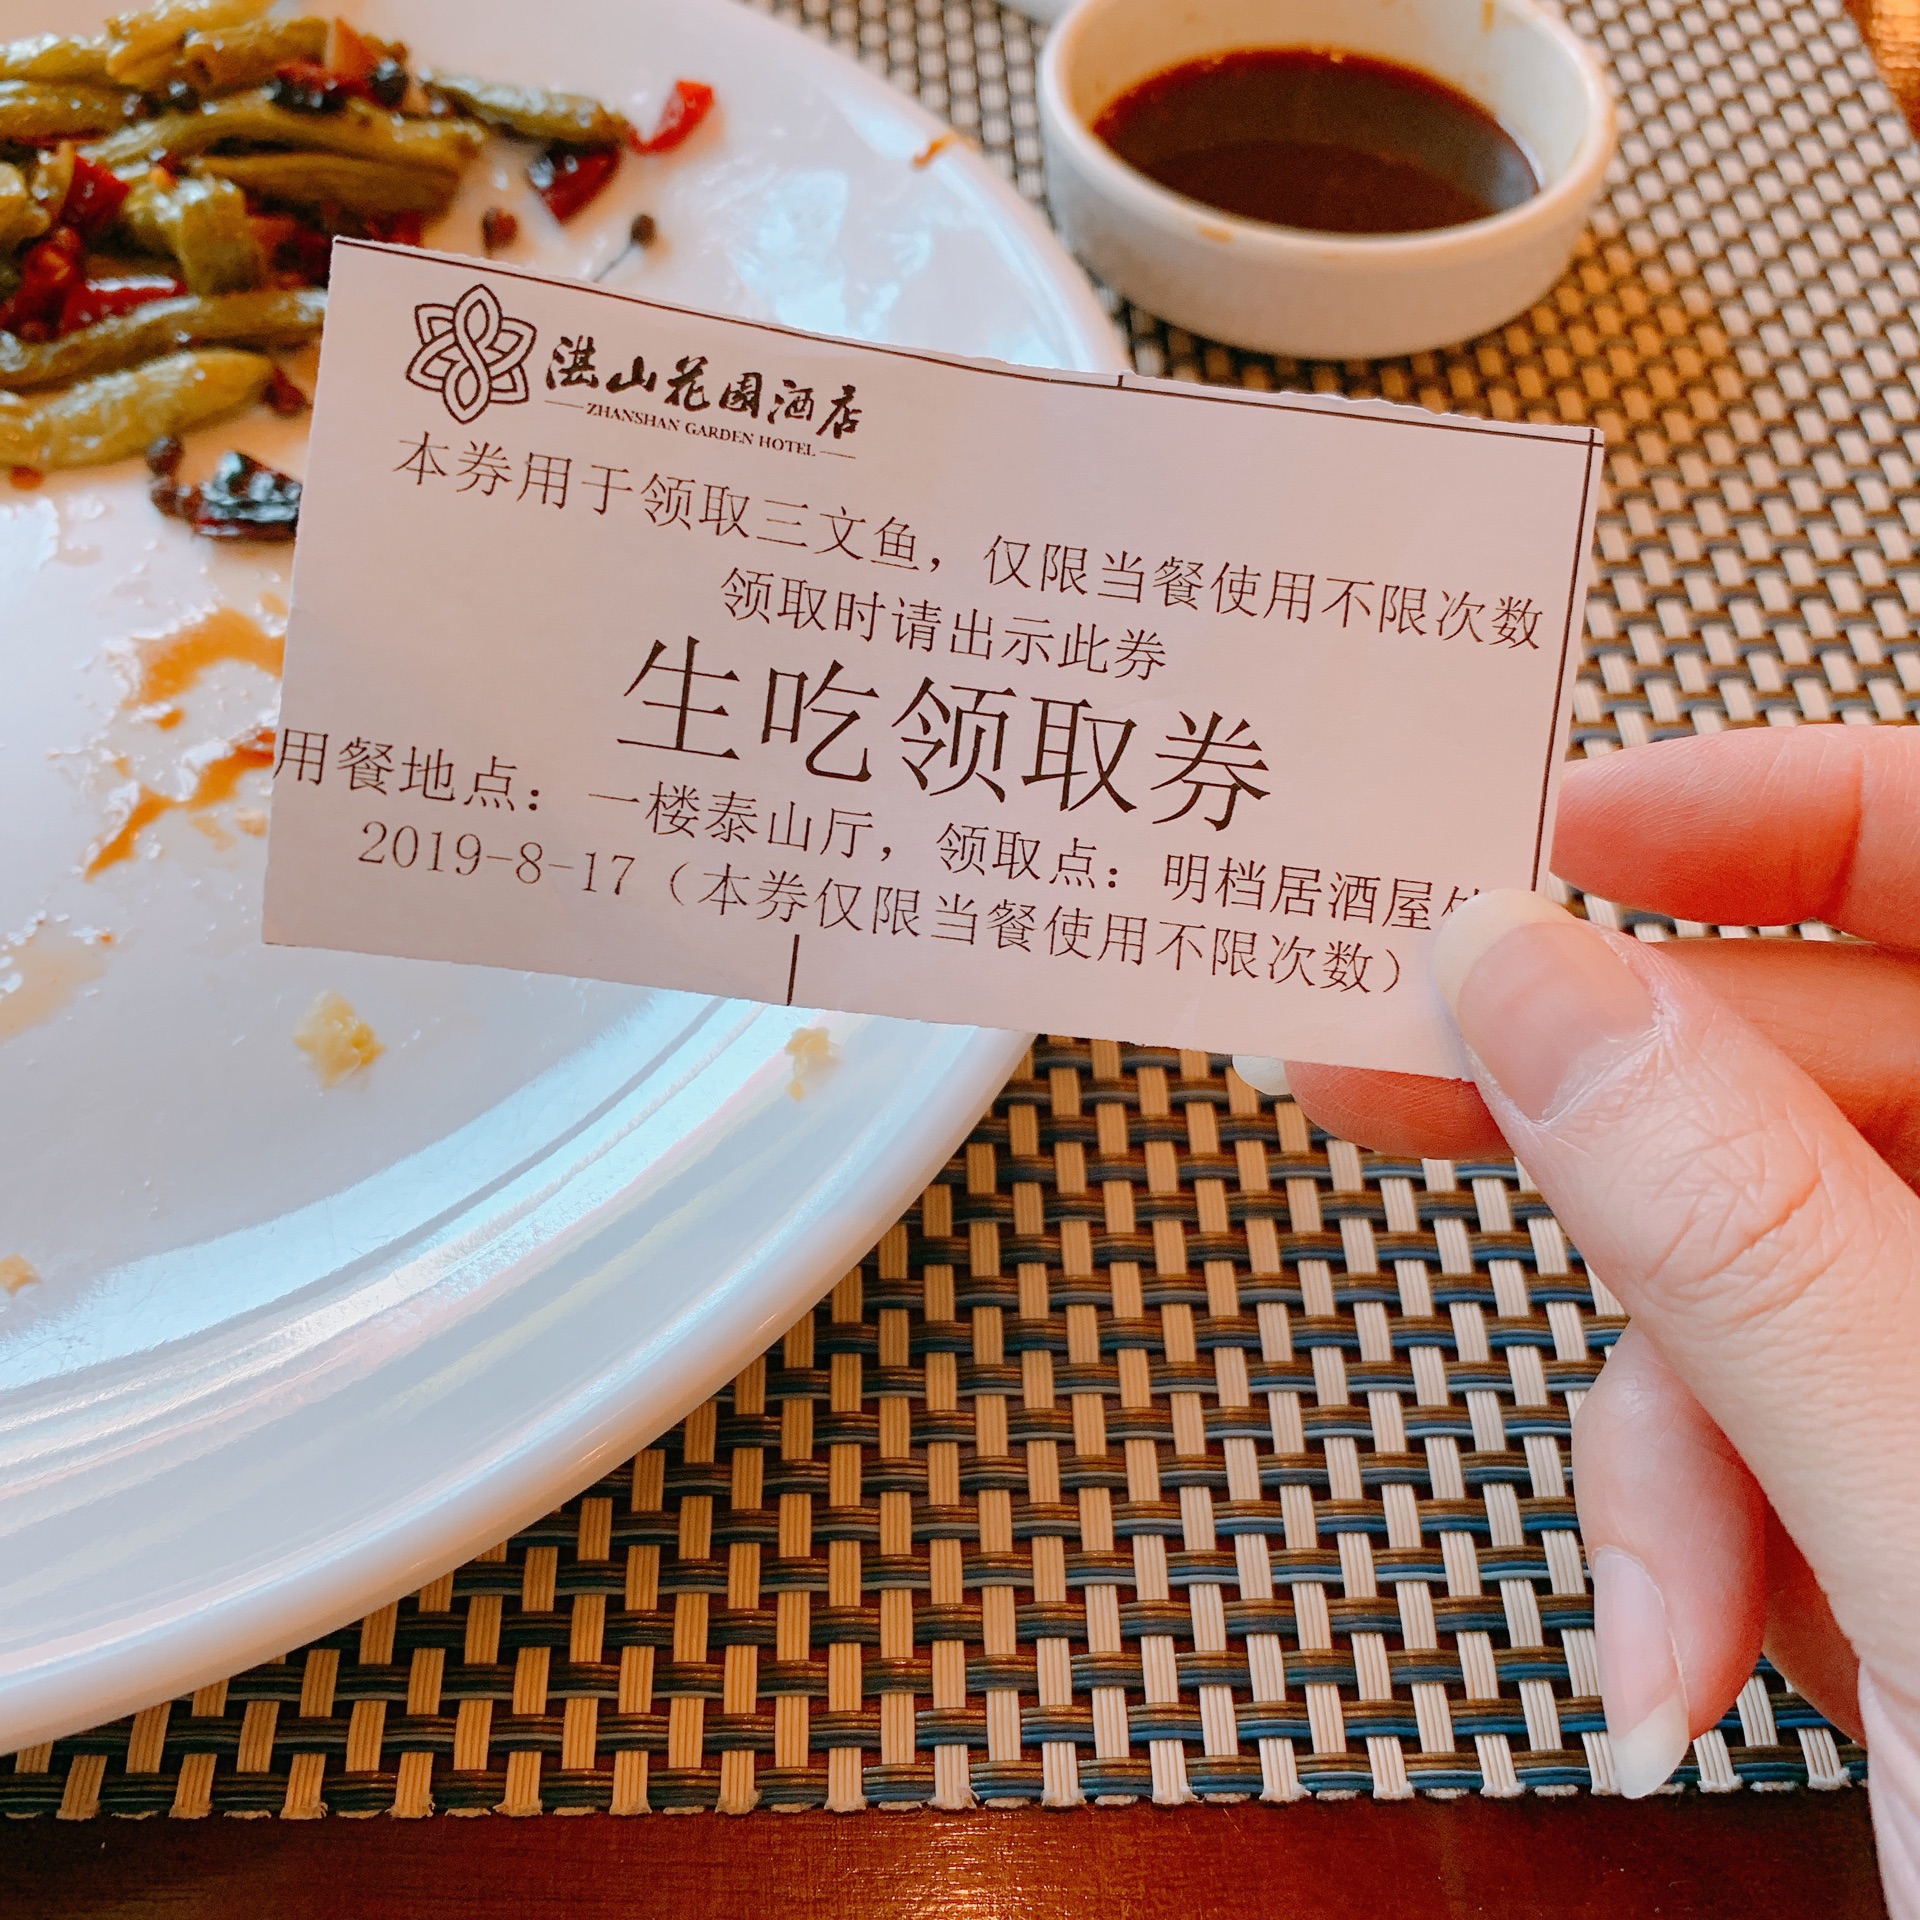 湛山花园酒店
ZHANSHAN GARDEN HOTEL
本券用于领取三文鱼，仅限当餐使用不限次数
领取时请出示此券
生吃领取券
用餐地点：一楼泰山厅，领取点：明档居酒屋
2019-8-17（本券仅限当餐使用不限次数）